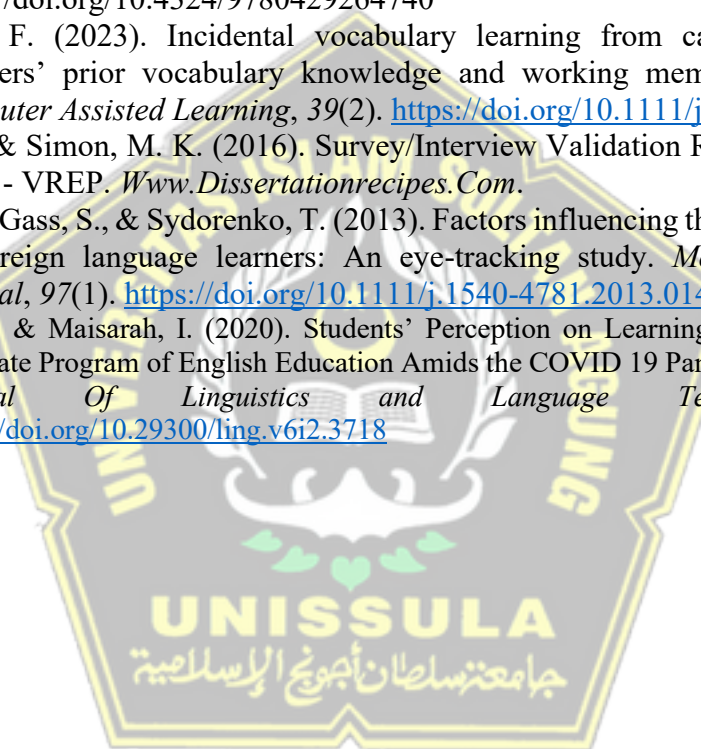 //doi.org/10.4324/9780429264740
F. (2023). Incidental vocabulary learning from ca
ers’ prior vocabulary knowledge and working mem
uter Assisted Learning, 39(2). https://doi.org/10.1111/j
& Simon, M. K. (2016). Survey/Interview Validation R
- VREP. Www.Dissertationrecipes.Com.
Gass, S., & Sydorenko, T. (2013). Factors influencing th
reign language learners: An eye-tracking study. M
al, 97(1). https://doi.org/10.1111/j.1540-4781.2013.014
& Maisarah, I. (2020). Students’ Perception on Learning
ate Program of English Education Amids the COVID 19 Par
al Of Linguistics and Language Te
//doi.org/10.29300/ling.v6i2.3718
UNIVERSITAS ISLAM SULTAN AGUNG
UNISSULA
جامعة سلطان أجونج الإسلامية